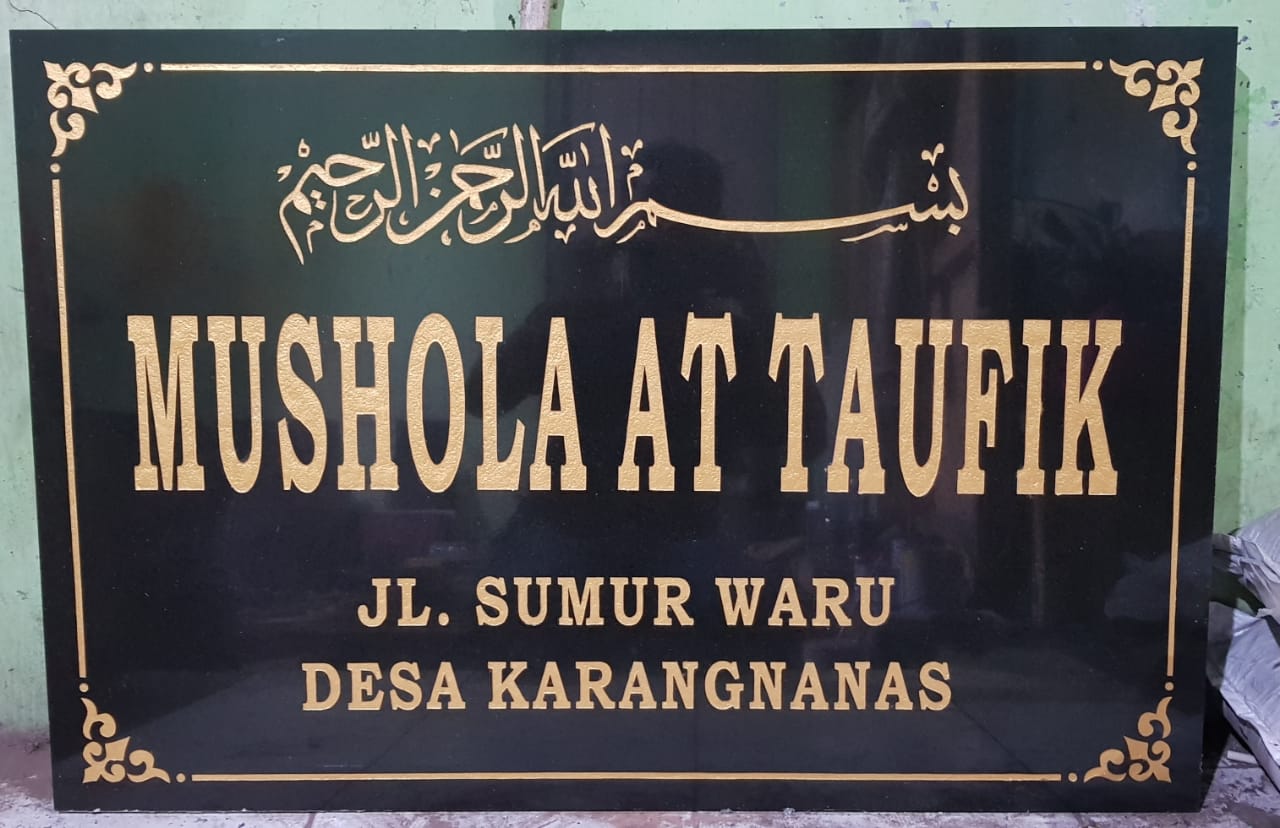 بسم الله الرحمن الرحيم
MUSHOLA AT TAUFIK
JL. SUMUR WARU
DESA KARANGNANAS